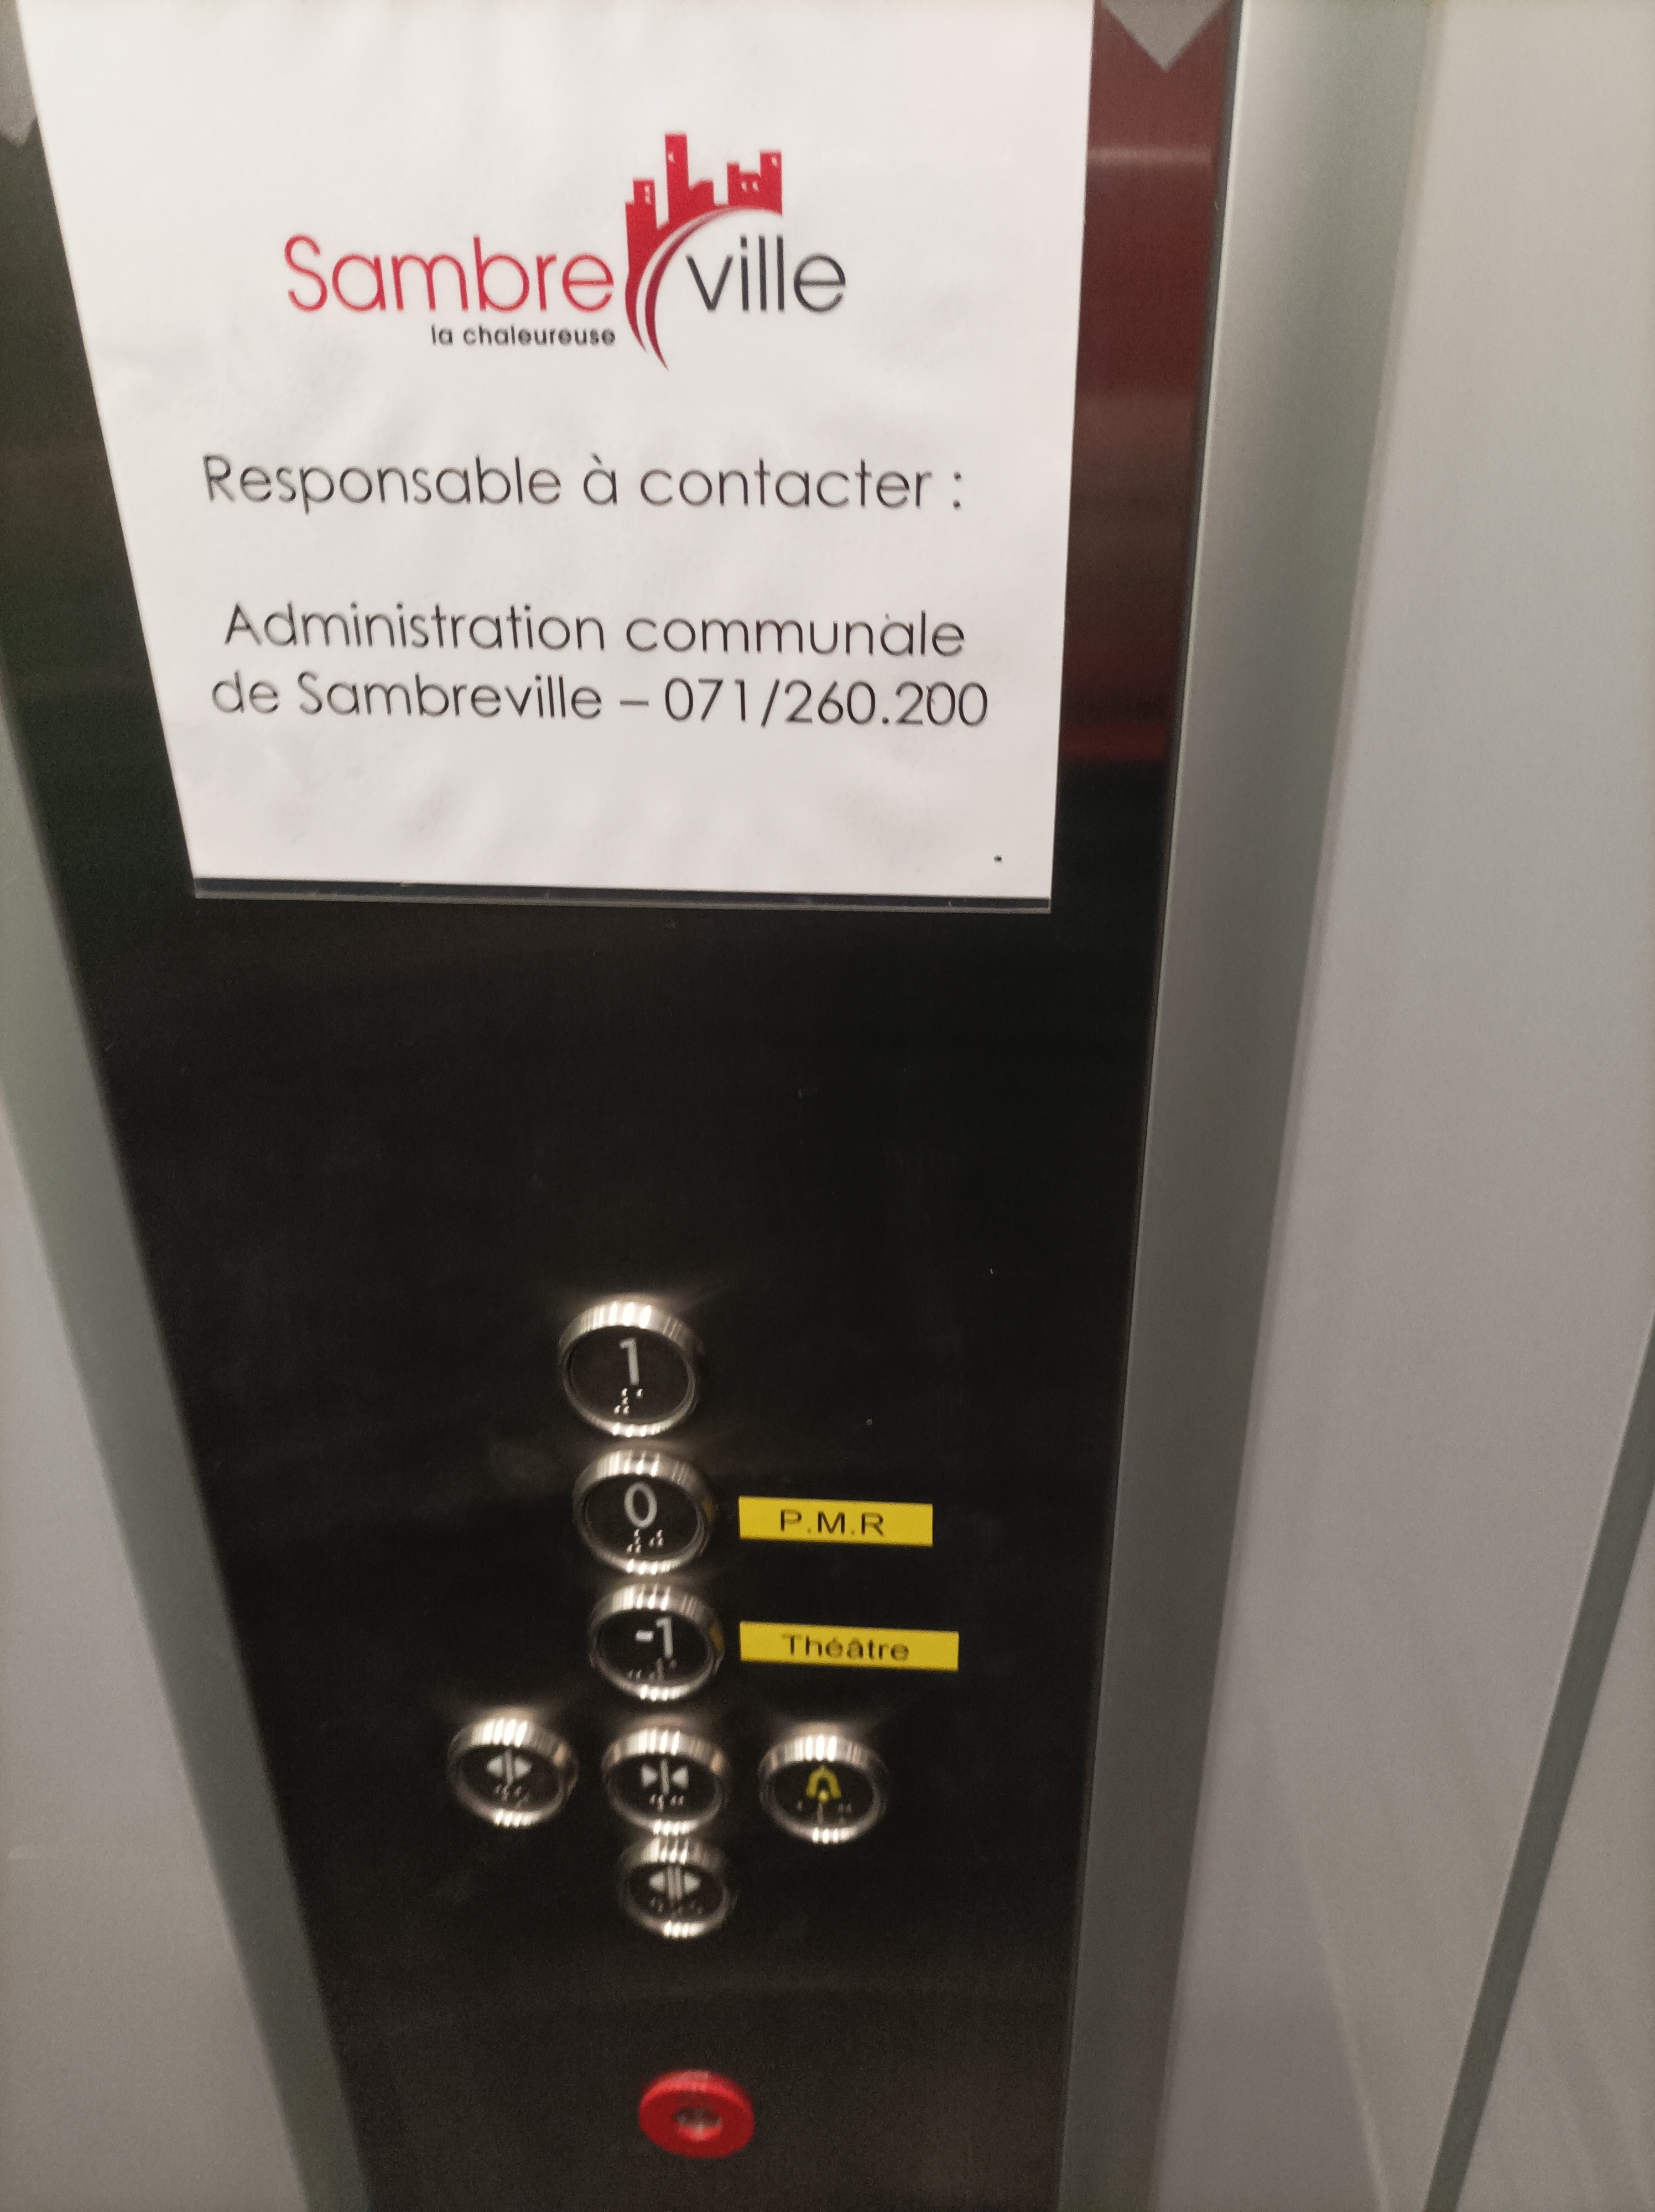 Sambreville
la chaleureuse
Responsable à contacter :
Administration communale
de Sambreville – 071/260.200
1
0
P.M.R
-1
Théâtre